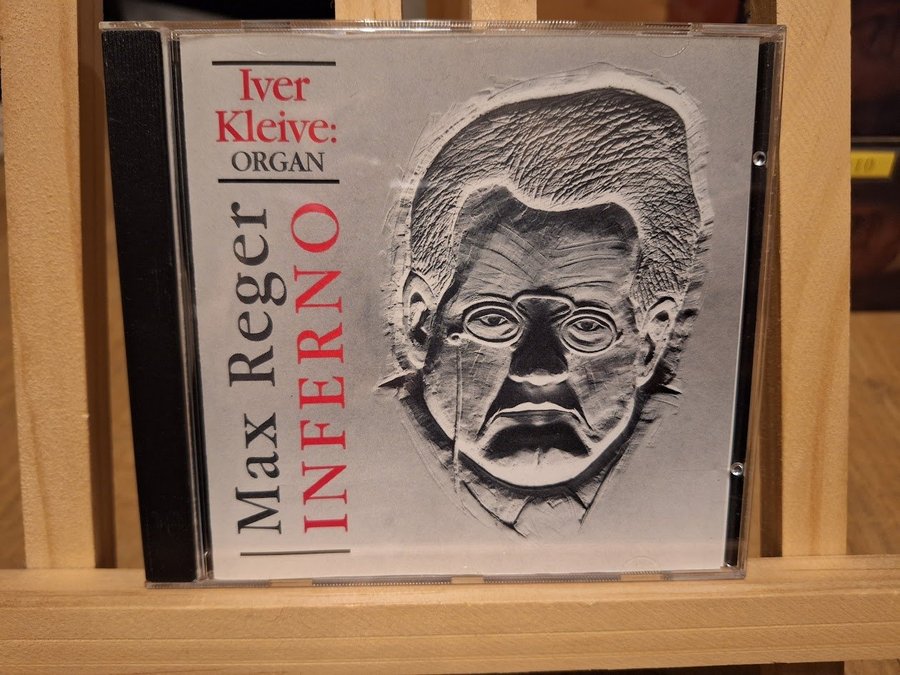 Iver
Kleive:
ORGAN
Max Reger
INFERNO